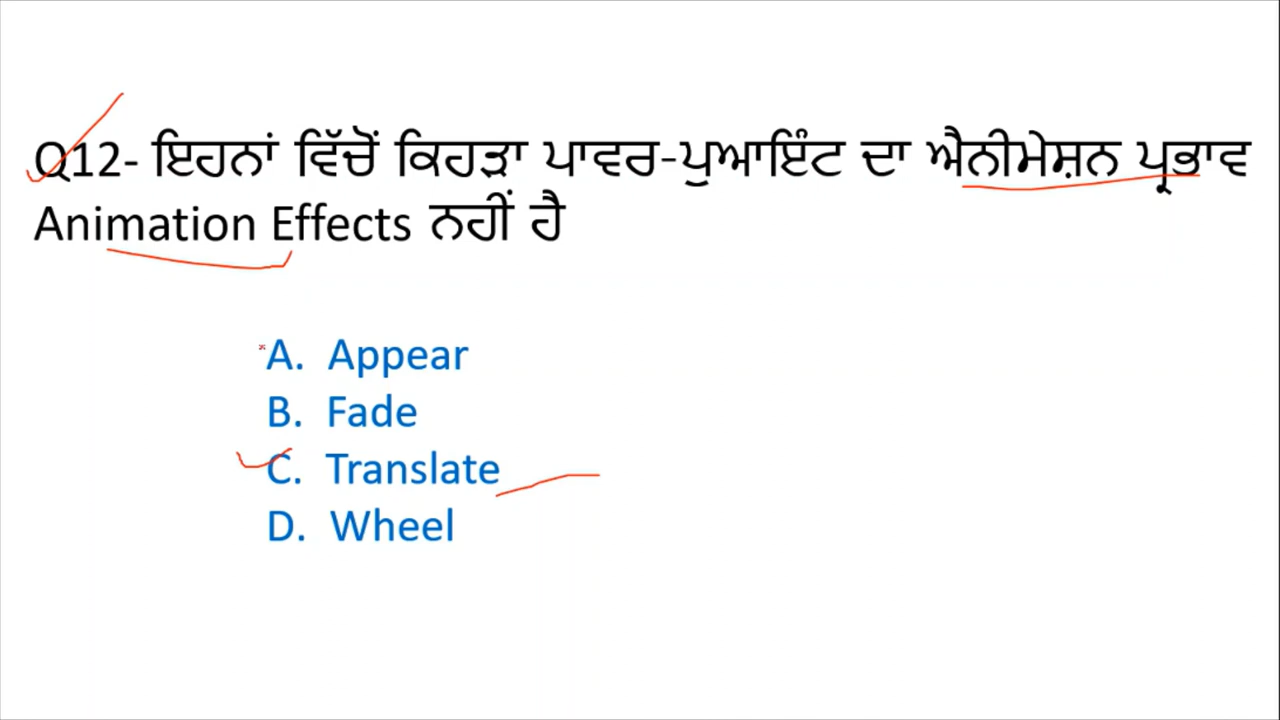 Q12- ਇਹਨਾਂ ਵਿੱਚੋਂ ਕਿਹੜਾ ਪਾਵਰ-ਪੁਆਇੰਟ ਦਾ ਐਨੀਮੇਸ਼ਨ ਪ੍ਰਭਾਵ
Animation Effects ਨਹੀਂ ਹੈ
A. Appear
B. Fade
C. Translate
D. Wheel